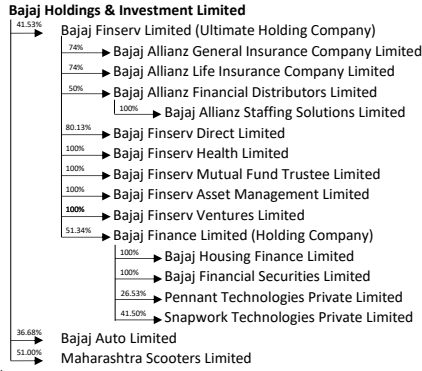 Bajaj Holdings & Investment Limited
41.53% Bajaj Finserv Limited (Ultimate Holding Company)
74% Bajaj Allianz General Insurance Company Limited
74% Bajaj Allianz Life Insurance Company Limited
50% Bajaj Allianz Financial Distributors Limited
100% Bajaj Allianz Staffing Solutions Limited
80.13% Bajaj Finserv Direct Limited
100% Bajaj Finserv Health Limited
100% Bajaj Finserv Mutual Fund Trustee Limited
100% Bajaj Finserv Asset Management Limited
100% Bajaj Finserv Ventures Limited
51.34% Bajaj Finance Limited (Holding Company)
100% Bajaj Housing Finance Limited
100% Bajaj Financial Securities Limited
26.53% Pennant Technologies Private Limited
41.50% Snapwork Technologies Private Limited
36.68% Bajaj Auto Limited
51.00% Maharashtra Scooters Limited